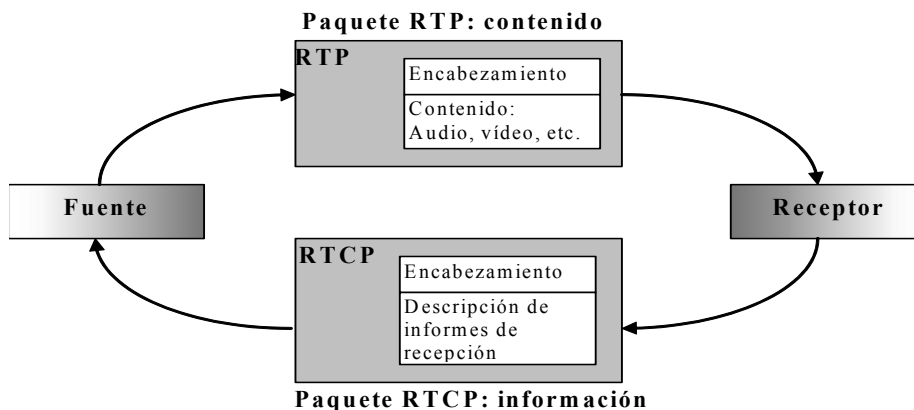 Paquete RTP: contenido
RTP
Encabezamiento
Contenido:
Audio, vídeo, etc.
Fuente
Receptor
RTCP
Encabezamiento
Descripción de
informes de
recepción
Paquete RTCP: información